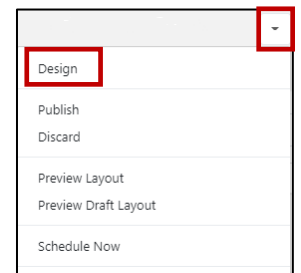 Design
Publish
Discard
Preview Layout
Preview Draft Layout
Schedule Now